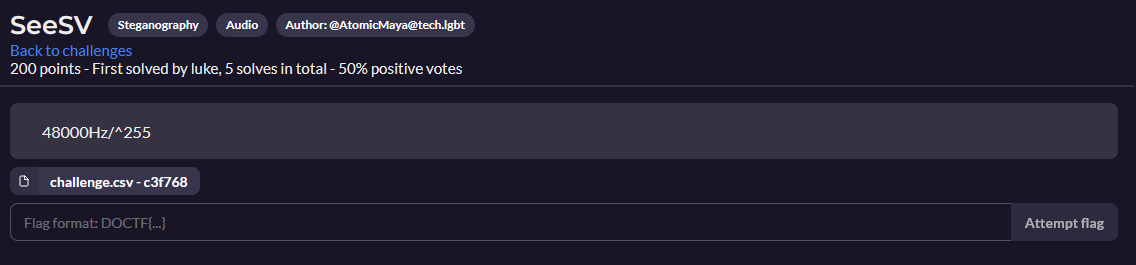 SeeSV Steganography Audio Author: @AtomicMaya@tech.lgbt
Back to challenges
200 points - First solved by luke, 5 solves in total - 50% positive votes
48000Hz/^255
challenge.csv - c3f768
Flag format: DOCTF{...} Attempt flag